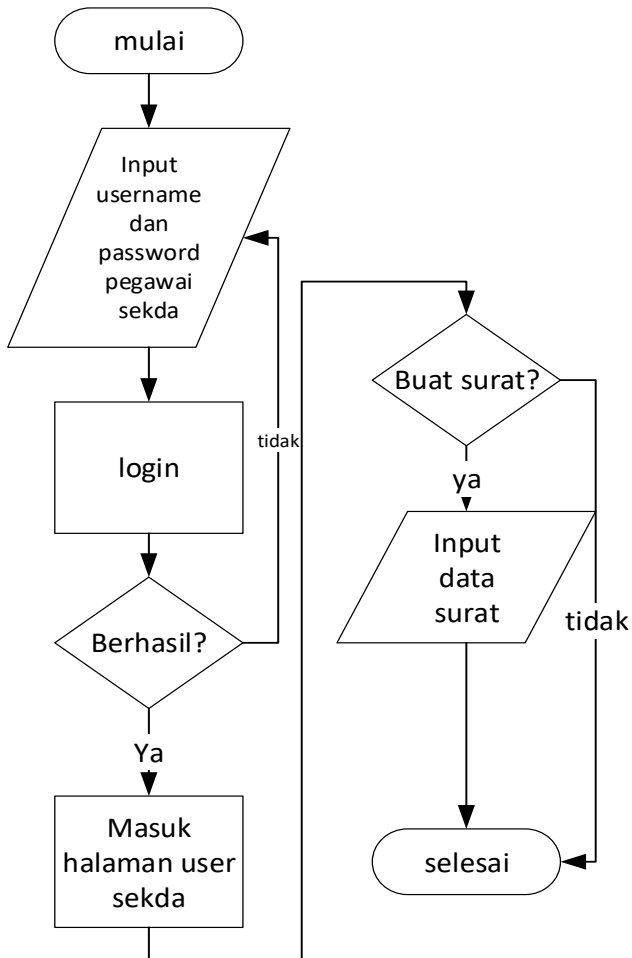 mulai
Input
username
dan
password
pegawai
sekda
login
tidak
Berhasil?
Ya
Masuk
halaman user
sekda
Buat surat?
ya
Input
data
surat
tidak
selesai